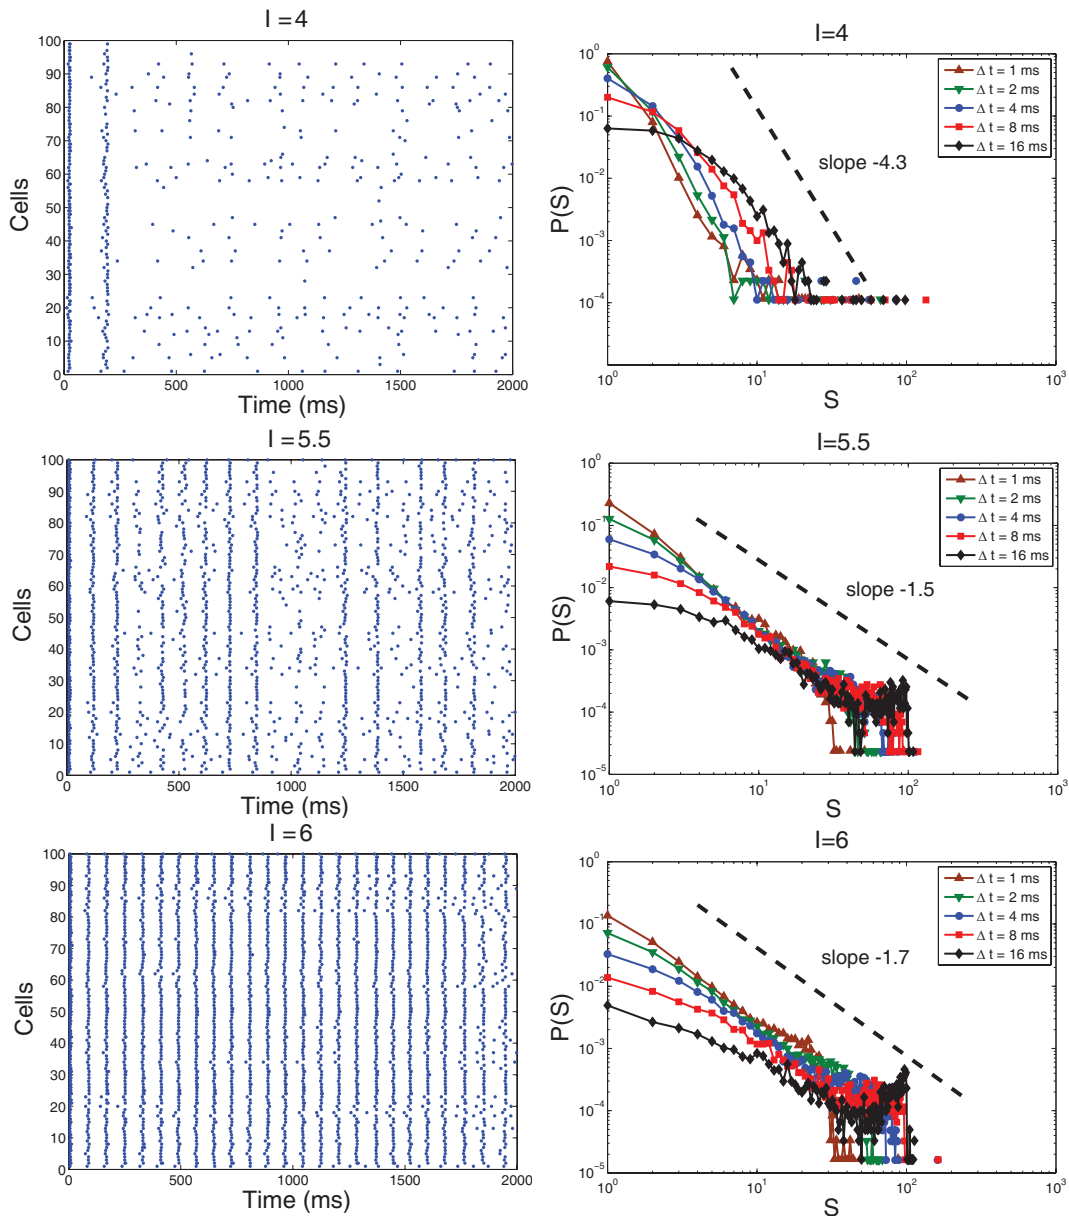 I = 4
Cells
100
90
80
70
60
50
40
30
20
10
0
0 500 1000 1500 2000
Time (ms)
I=4
P(S)
10^0
10^-1
10^-2
10^-3
10^-4
Δ t = 1 ms
Δ t = 2 ms
Δ t = 4 ms
Δ t = 8 ms
Δ t = 16 ms
slope -4.3
10^0 10^1 10^2 10^3
S
I = 5.5
Cells
100
90
80
70
60
50
40
30
20
10
0
0 500 1000 1500 2000
Time (ms)
I=5.5
P(S)
10^0
10^-1
10^-2
10^-3
10^-4
10^-5
Δ t = 1 ms
Δ t = 2 ms
Δ t = 4 ms
Δ t = 8 ms
Δ t = 16 ms
slope -1.5
10^0 10^1 10^2 10^3
S
I = 6
Cells
100
90
80
70
60
50
40
30
20
10
0
0 500 1000 1500 2000
Time (ms)
I=6
P(S)
10^0
10^-1
10^-2
10^-3
10^-4
10^-5
Δ t = 1 ms
Δ t = 2 ms
Δ t = 4 ms
Δ t = 8 ms
Δ t = 16 ms
slope -1.7
10^0 10^1 10^2 10^3
S